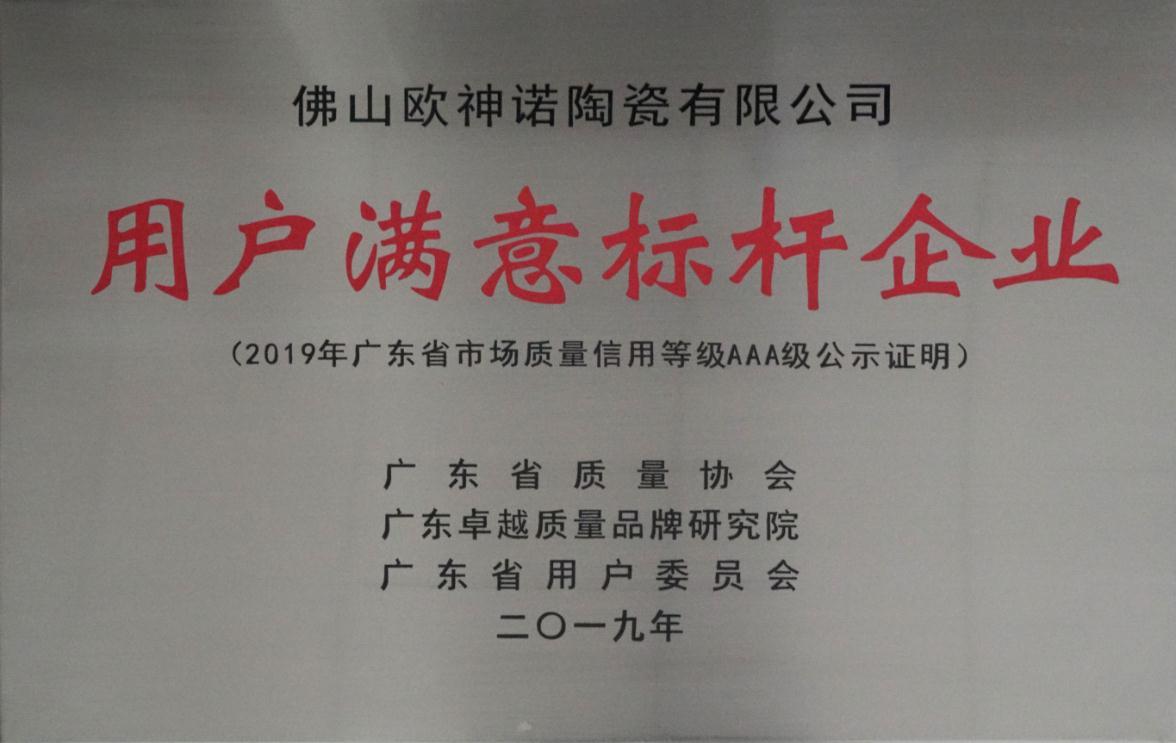 佛山欧神诺陶瓷有限公司
用户满意标杆企业
（2019年广东省市场质量信用等级AAA级公示证明）
广东省质量协会
广东卓越质量品牌研究院
广东省用户委员会
二〇一九年